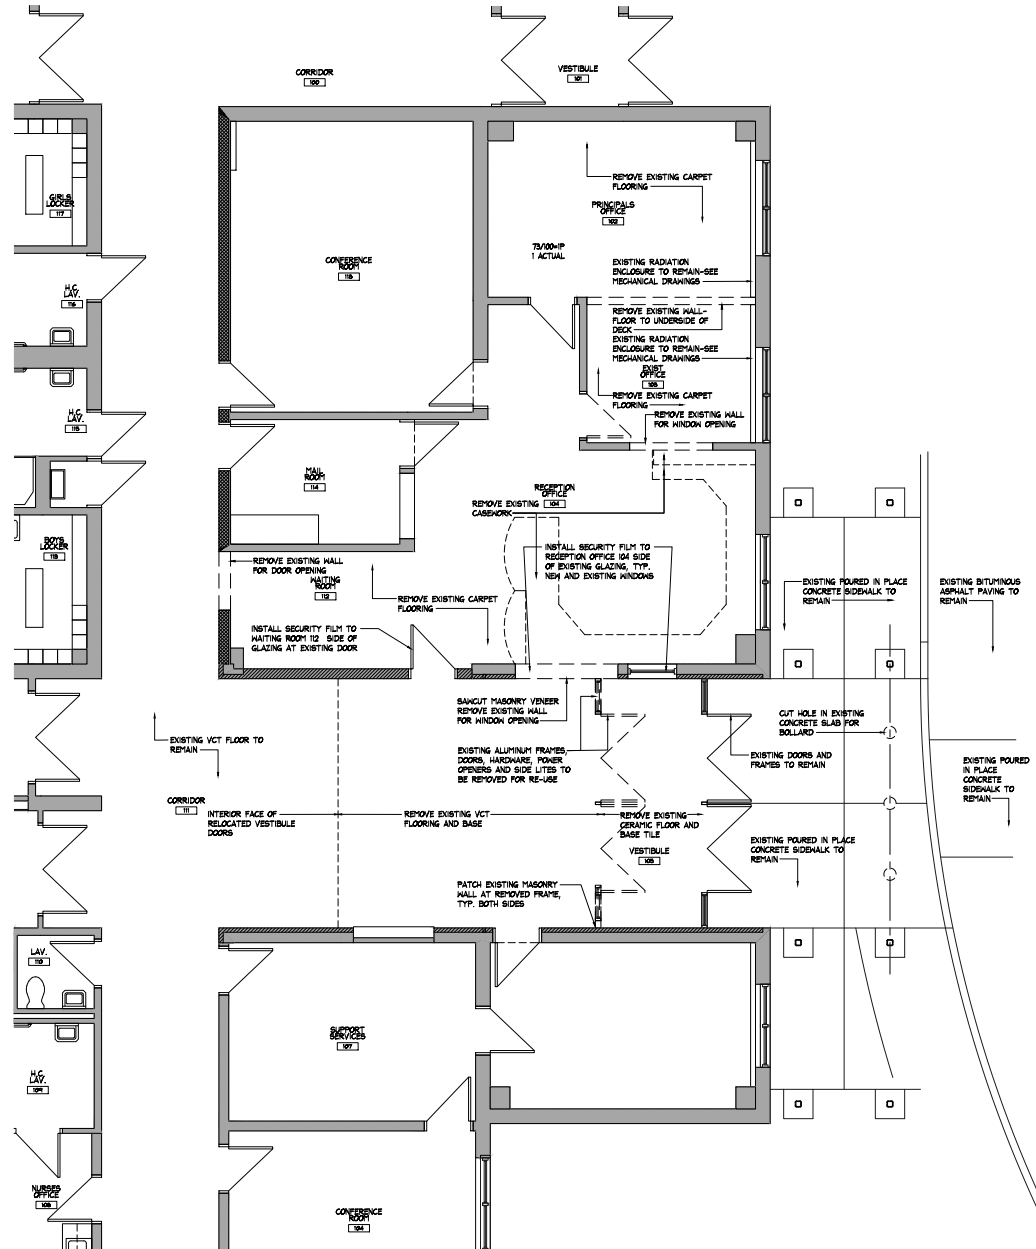 CORRIDOR
100
VESTIBULE
101
REMOVE EXISTING CARPET
FLOORING
PRINCIPALS
OFFICE
102
GIRLS
LOCKER
117
73/100=IP
1 ACTUAL
CONFERENCE
ROOM
EXISTING RADIATION
ENCLOSURE TO REMAIN-SEE
MECHANICAL DRAWINGS
H.C.
LAV.
116
REMOVE EXISTING WALL-
FLOOR TO UNDERSIDE OF
DECK
EXISTING RADIATION
ENCLOSURE TO REMAIN-SEE
MECHANICAL DRAWINGS
EXIST
OFFICE
REMOVE EXISTING CARPET
FLOORING
H.C.
LAV.
115
REMOVE EXISTING WALL
FOR WINDOW OPENING
MAIL
ROOM
114
RECEPTION
OFFICE
104
REMOVE EXISTING
CASEWORK
BOYS
LOCKER
INSTALL SECURITY FILM TO
RECEPTION OFFICE 104 SIDE
OF EXISTING GLAZING, TYP.
NEW AND EXISTING WINDOWS
REMOVE EXISTING WALL
FOR DOOR OPENING
WAITING
ROOM
112
REMOVE EXISTING CARPET
FLOORING
EXISTING POURED IN PLACE
CONCRETE SIDEWALK TO
REMAIN
EXISTING BITUMINOUS
ASPHALT PAVING TO
REMAIN
INSTALL SECURITY FILM TO
WAITING ROOM 112 SIDE OF
GLAZING AT EXISTING DOOR
SAWCUT MASONRY VENEER
REMOVE EXISTING WALL
FOR WINDOW OPENING
CUT HOLE IN EXISTING
CONCRETE SLAB FOR
BOLLARD
EXISTING VCT FLOOR TO
REMAIN
EXISTING ALUMINUM FRAMES,
DOORS, HARDWARE, POWER
OPENERS AND SIDE LITES TO
BE REMOVED FOR RE-USE
EXISTING DOORS AND
FRAMES TO REMAIN
EXISTING POURED
IN PLACE
CONCRETE
SIDEWALK TO
REMAIN
CORRIDOR
111
INTERIOR FACE OF
RELOCATED VESTIBULE
DOORS
REMOVE EXISTING VCT
FLOORING AND BASE
REMOVE EXISTING
CERAMIC FLOOR AND
BASE TILE
VESTIBULE
105
EXISTING POURED IN PLACE
CONCRETE SIDEWALK TO
REMAIN
PATCH EXISTING MASONRY
WALL AT REMOVED FRAME,
TYP. BOTH SIDES
LAV.
110
SUPPORT
SERVICES
107
H.C.
LAV.
109
NURSES
OFFICE
108
CONFERENCE
ROOM